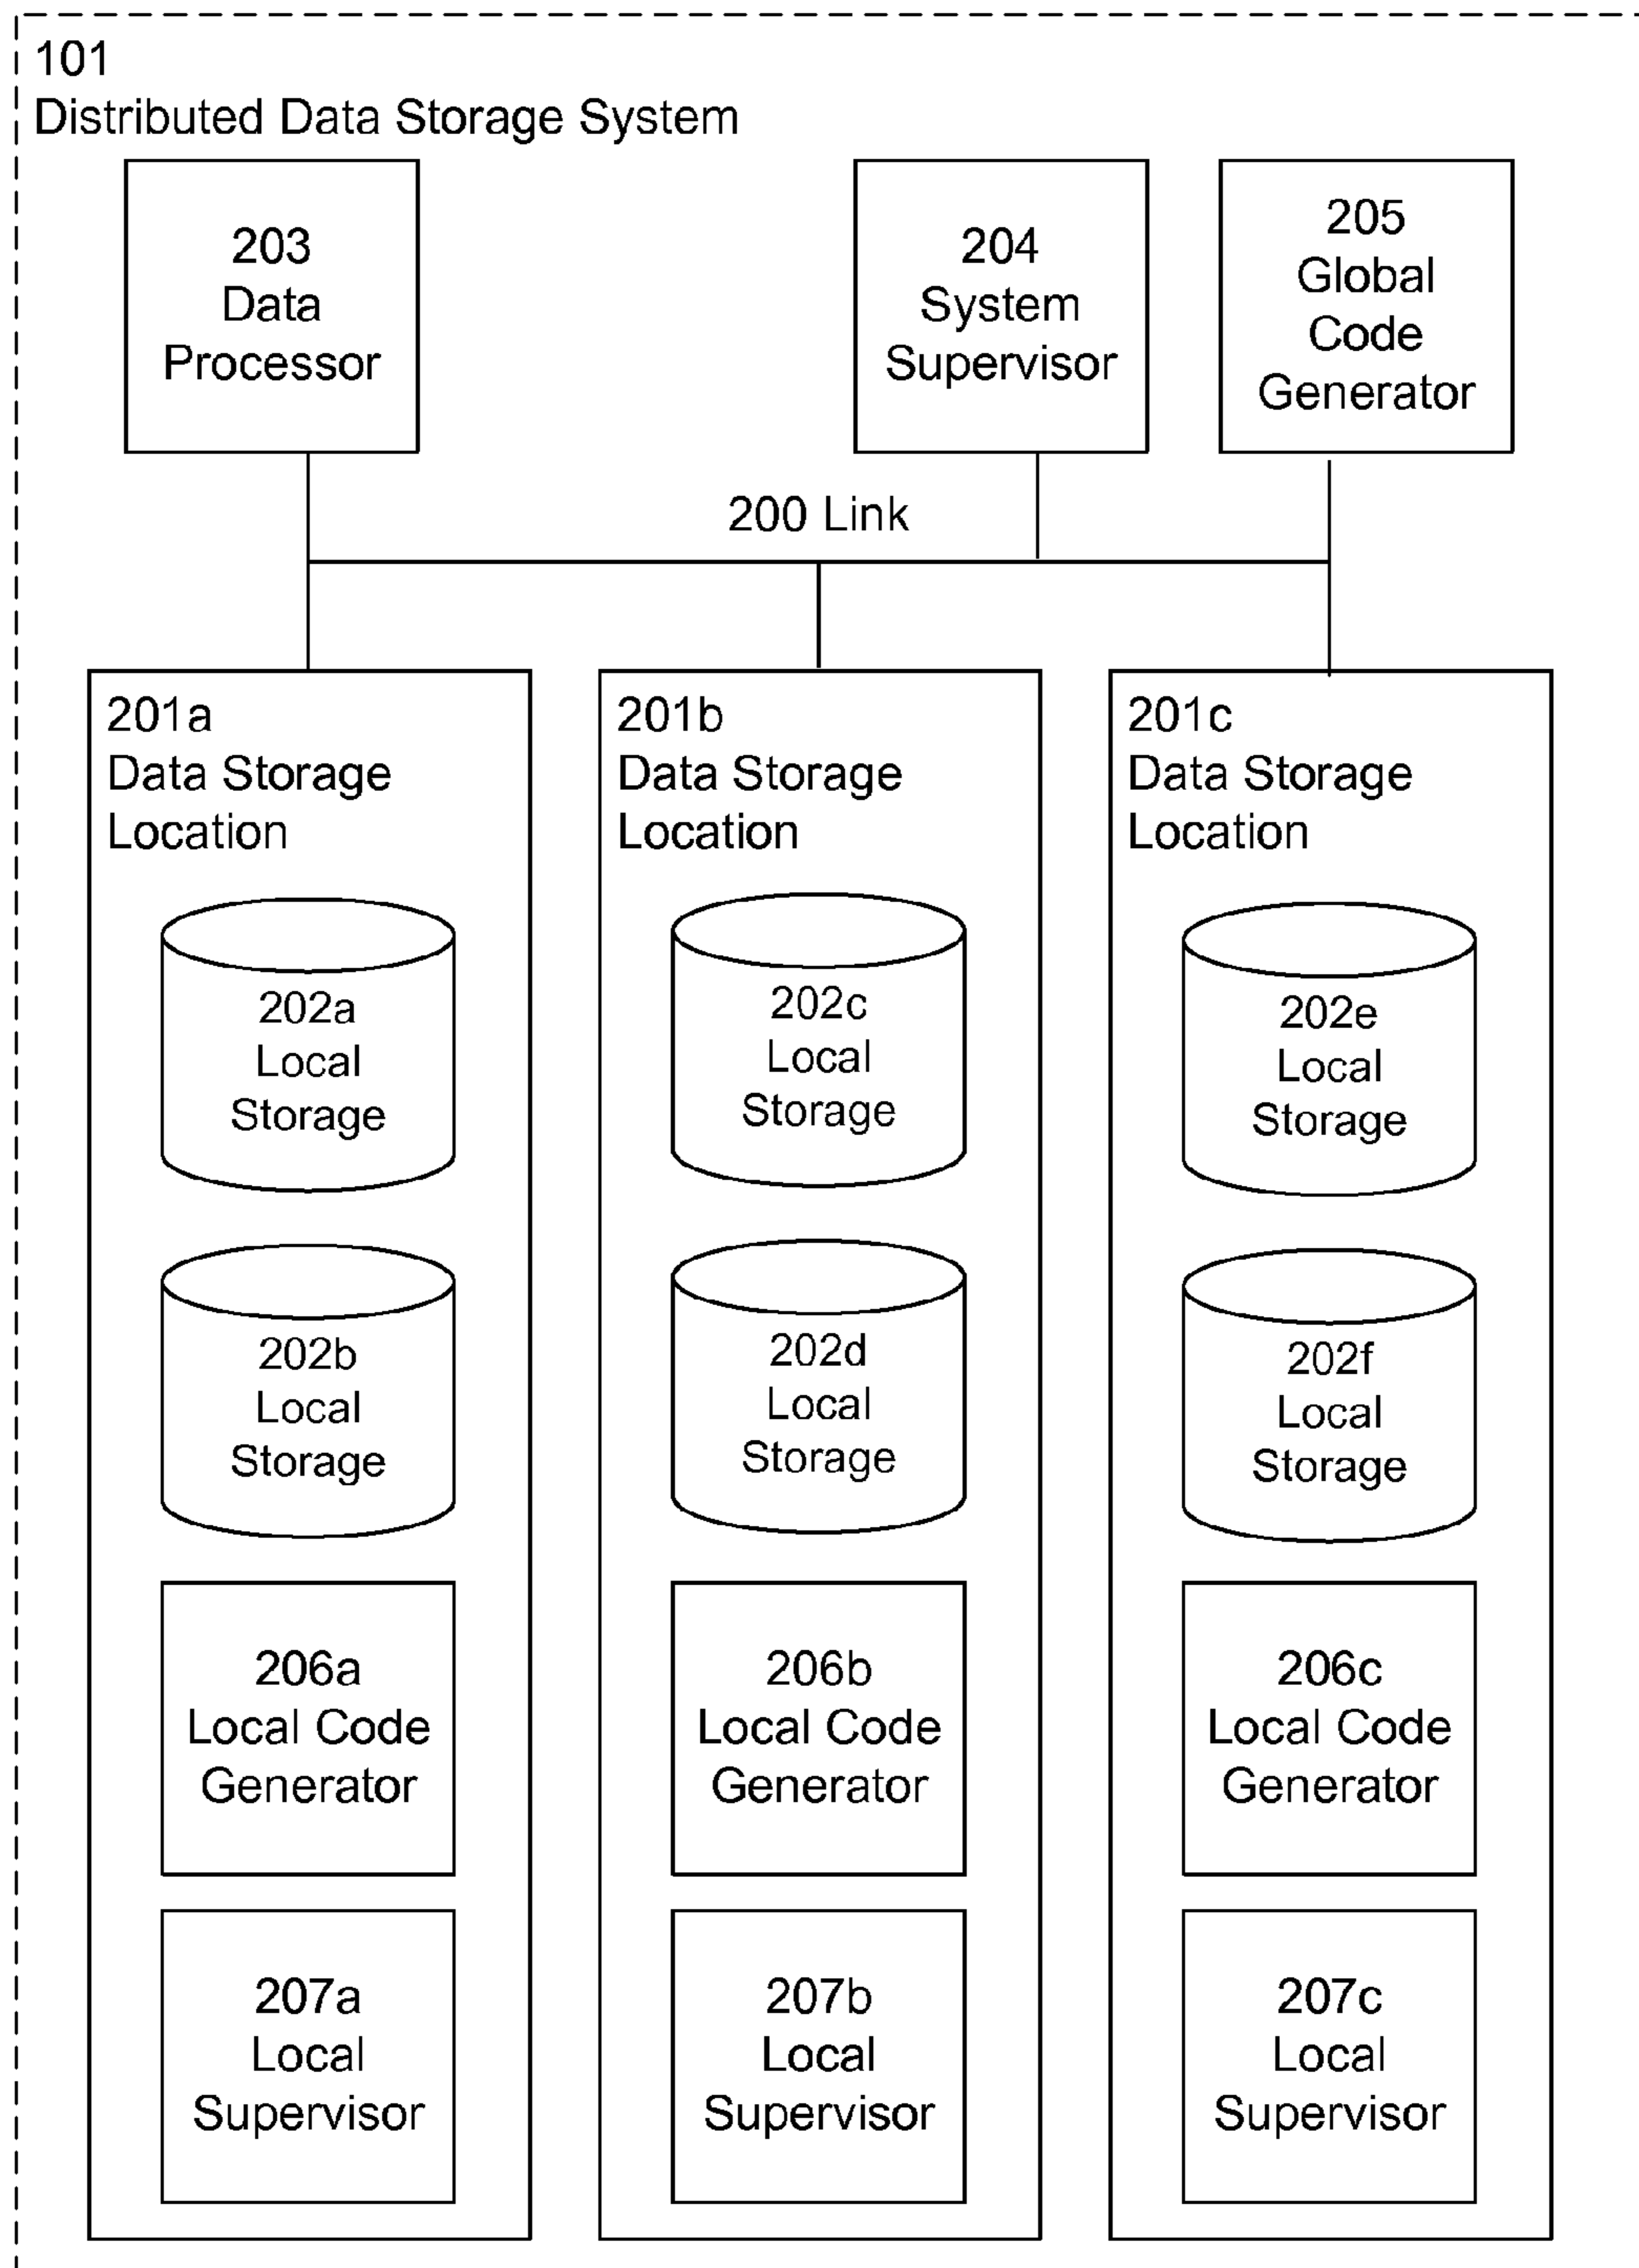 101
Distributed Data Storage System
203
Data
Processor
204
System
Supervisor
205
Global
Code
Generator
200 Link
201a
Data Storage
Location
202a
Local
Storage
202b
Local
Storage
206a
Local Code
Generator
207a
Local
Supervisor
201b
Data Storage
Location
202c
Local
Storage
202d
Local
Storage
206b
Local Code
Generator
207b
Local
Supervisor
201c
Data Storage
Location
202e
Local
Storage
202f
Local
Storage
206c
Local Code
Generator
207c
Local
Supervisor